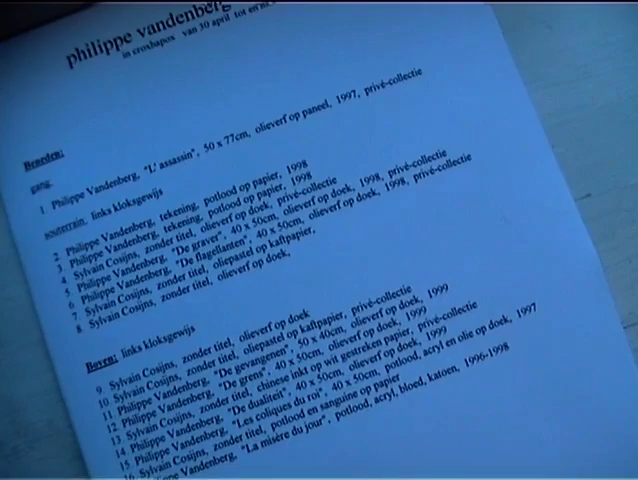 philippe vandenberg
in croxhapox van 30 april tot en
Beneden:
gang.
1. Philippe Vandenberg, "L' assassin", 50 x 77cm, olieverf op paneel, 1997, privé-collectie
souterrain, links kloksgewijs
2 Philippe Vandenberg, tekening, potlood op papier, 1998
3 Philippe Vandenberg, tekening, potlood op papier, 1998
4 Sylvain Cosijns, zonder titel, olieverf op doek, privé-collectie
5 Philippe Vandenberg, "De graver", 40 x 50cm, olieverf op doek, 1998, privé-collectie
6 Philippe Vandenberg, "De flagellanten", 40 x 50cm, olieverf op doek, 1998, privé-collectie
7 Sylvain Cosijns, zonder titel, oliepastel op kaftpapier,
8 Sylvain Cosijns, zonder titel, olieverf op doek,
Boven: links kloksgewijs
9 Sylvain Cosijns, zonder titel, olieverf op doek
10 Sylvain Cosijns, zonder titel, oliepastel op kaftpapier, privé-collectie
11 Philippe Vandenberg, "De gevangenen", 50 x 40cm, olieverf op doek, 1999
12 Philippe Vandenberg, "De grens", 40 x 50cm, olieverf op doek, 1999
13 Sylvain Cosijns, zonder titel, chinese inkt op wit gestreken papier, privé-collectie
14 Philippe Vandenberg, "De dualiteit", 40 x 50cm, olieverf op doek, 1999
15 Philippe Vandenberg, "Les coliques du roi", 40 x 50cm, potlood, acryl en olie op doek, 1997
16 Sylvain Cosijns, zonder titel, potlood en sanguine op papier
Vandenberg, "La misère du jour", potlood, acryl, bloed, katoen, 1996-1998